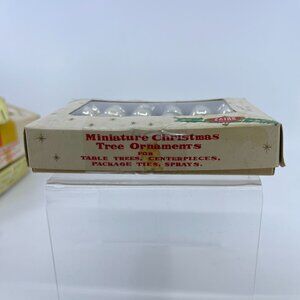 Miniature Christmas
Tree Ornaments
FOR
TABLE TREES, CENTERPIECES,
PACKAGE TIES, SPRAYS.